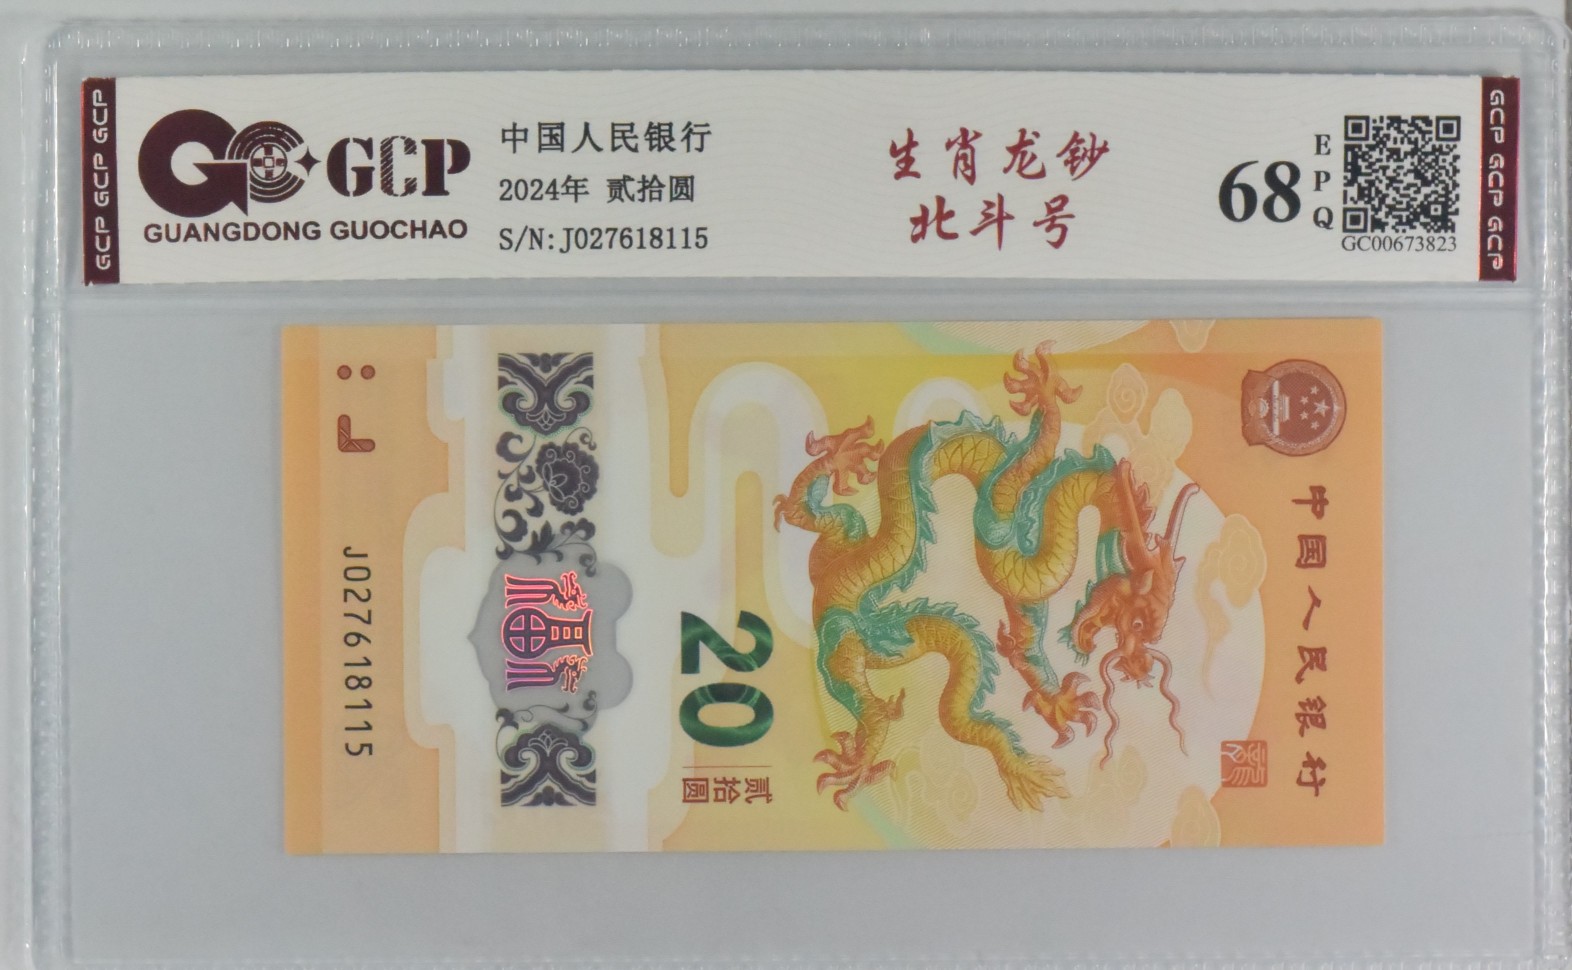 GCP GCP GCP
GCP
GUANGDONG GUOCHAO
中国人民银行
2024年 贰拾圆
S/N:J027618115
生肖龙钞
北斗号
68
EPQ
GC00673823
GCP GCP GCP
中国人民银行
20
贰拾圆
J027618115